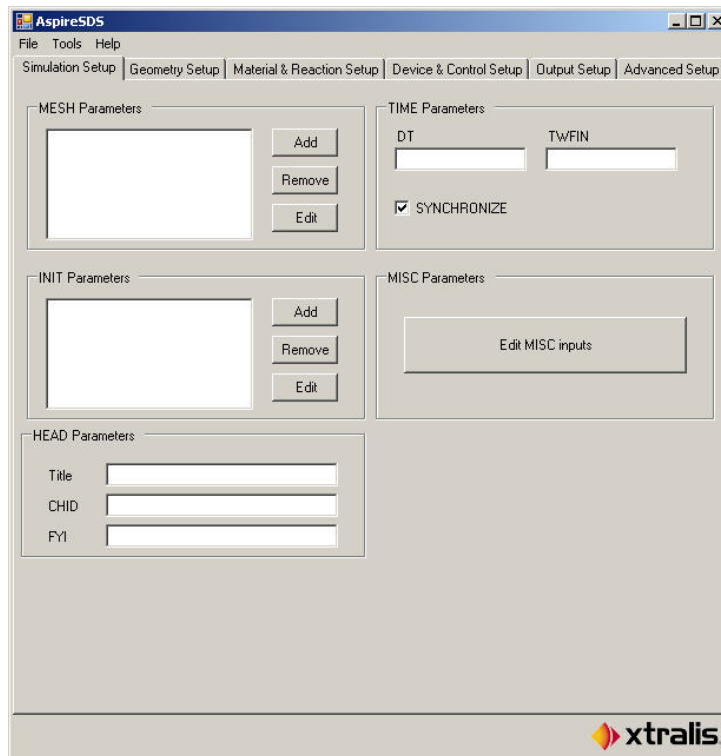 AspireSDS
File Tools Help
Simulation Setup Geometry Setup Material & Reaction Setup Device & Control Setup Output Setup Advanced Setup
MESH Parameters
Add
Remove
Edit
TIME Parameters
DT TWFIN
SYNCHRONIZE
INIT Parameters
Add
Remove
Edit
MISC Parameters
Edit MISC inputs
HEAD Parameters
Title
CHID
FYI
xtralis